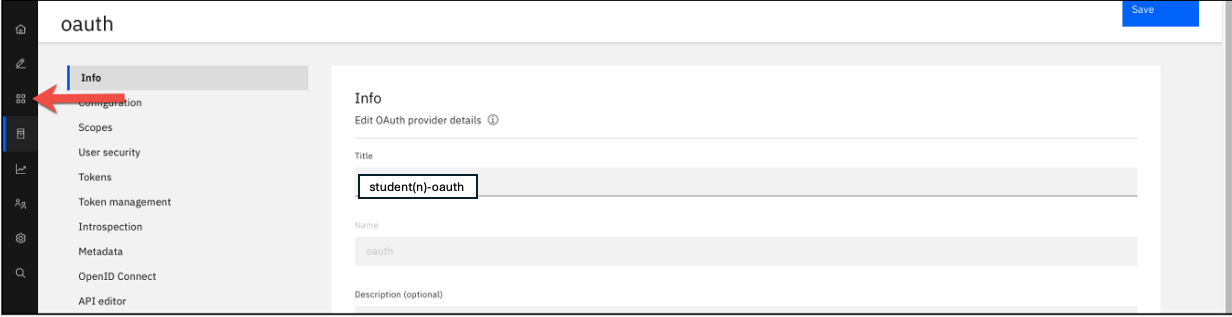 oauth
Save
Info
Configuration
Scopes
User security
Tokens
Token management
Introspection
Metadata
OpenID Connect
API editor
Info
Edit OAuth provider details
Title
student(n)-oauth
Name
oauth
Description (optional)